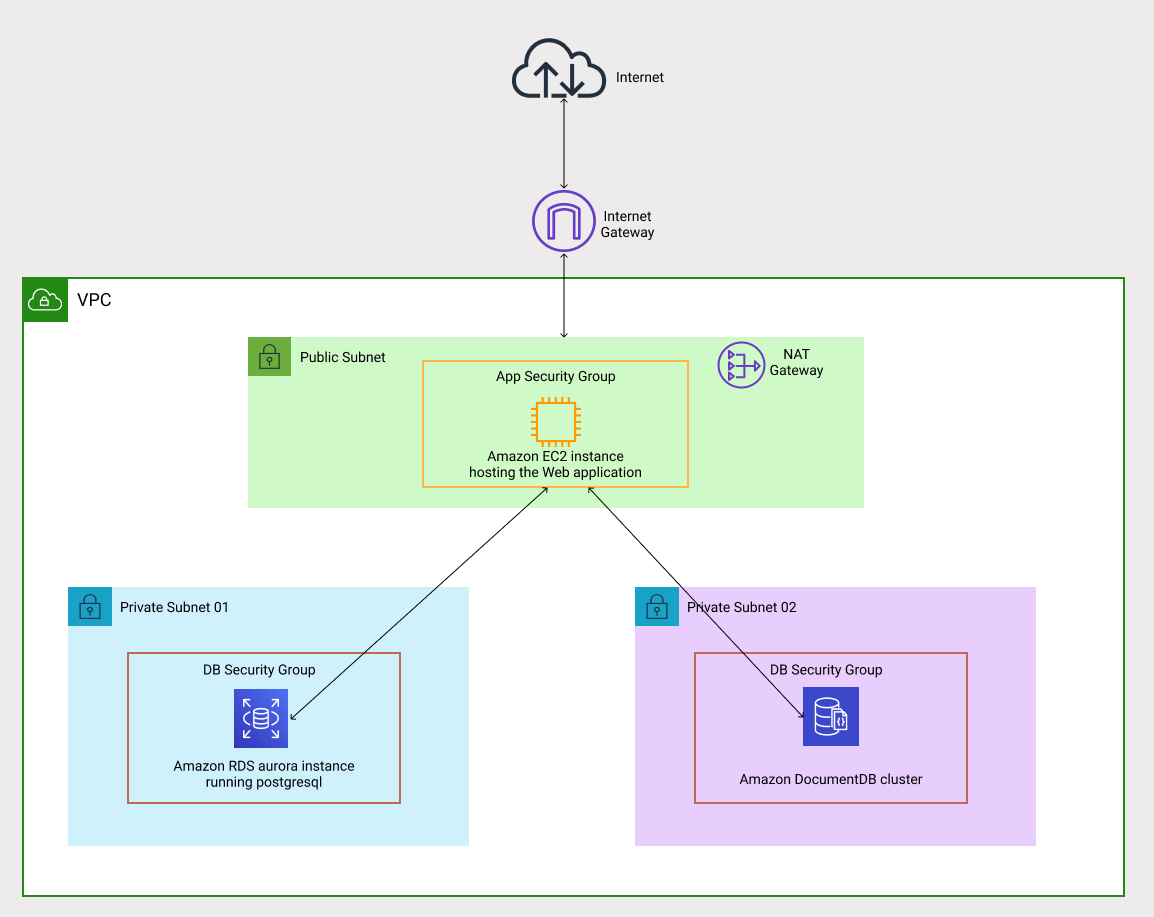 Internet
Internet
Gateway
VPC
Public Subnet
App Security Group
Amazon EC2 instance
hosting the Web application
NAT
Gateway
Private Subnet 01
DB Security Group
Amazon RDS aurora instance
running postgresql
Private Subnet 02
DB Security Group
Amazon DocumentDB cluster